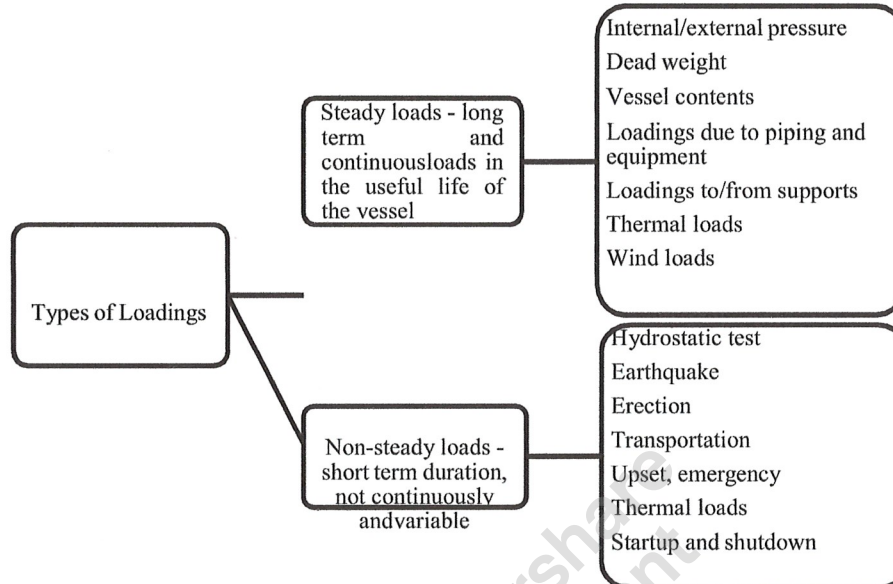 Types of Loadings
Steady loads - long
term and
continuousloads in
the useful life of
the vessel
Internal/external pressure
Dead weight
Vessel contents
Loadings due to piping and
equipment
Loadings to/from supports
Thermal loads
Wind loads
Non-steady loads -
short term duration,
not continuously
andvariable
Hydrostatic test
Earthquake
Erection
Transportation
Upset, emergency
Thermal loads
Startup and shutdown